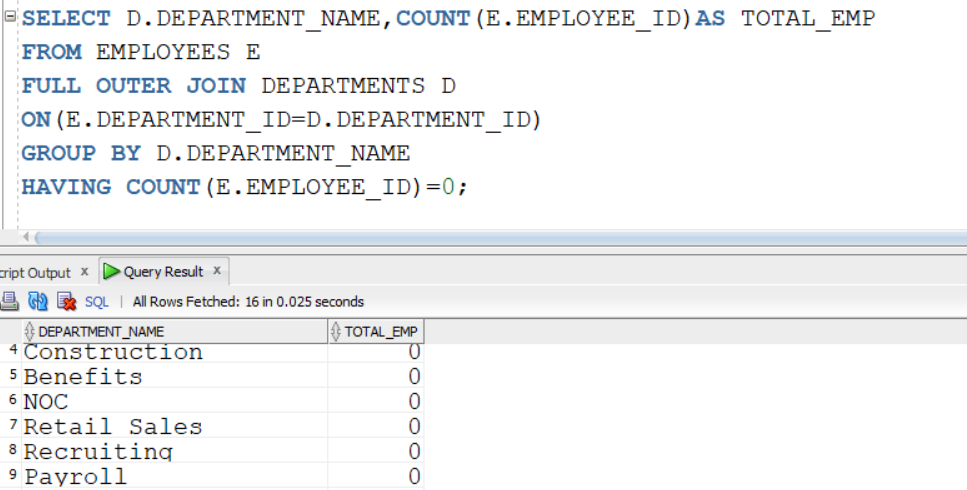 SELECT D.DEPARTMENT_NAME,COUNT(E.EMPLOYEE_ID)AS TOTAL_EMP
FROM EMPLOYEES E
FULL OUTER JOIN DEPARTMENTS D
ON(E.DEPARTMENT_ID=D.DEPARTMENT_ID)
GROUP BY D.DEPARTMENT_NAME
HAVING COUNT(E.EMPLOYEE_ID)=0;
cript Output x Query Result x
SQL | All Rows Fetched: 16 in 0.025 seconds
DEPARTMENT_NAME TOTAL_EMP
4 Construction 0
5 Benefits 0
6 NOC 0
7 Retail Sales 0
8 Recruiting 0
9 Payroll 0